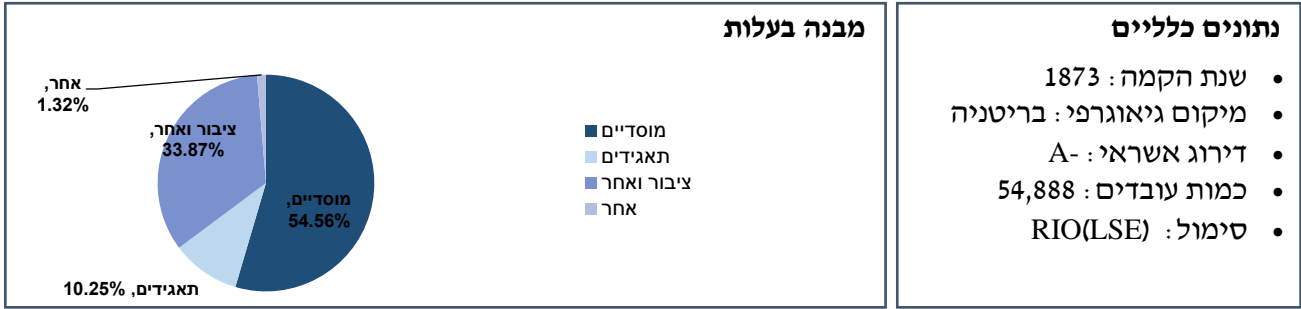 נתונים כלליים
• שנת הקמה: 1873
• מיקום גיאוגרפי: בריטניה
• דירוג אשראי: A-
• כמות עובדים: 54,888
• סימול: RIO(LSE)
מבנה בעלות
אחר,
1.32%
ציבור ואחר,
33.87%
מוסדיים,
54.56%
תאגידים, 10.25%
מוסדיים
תאגידים
ציבור ואחר
אחר